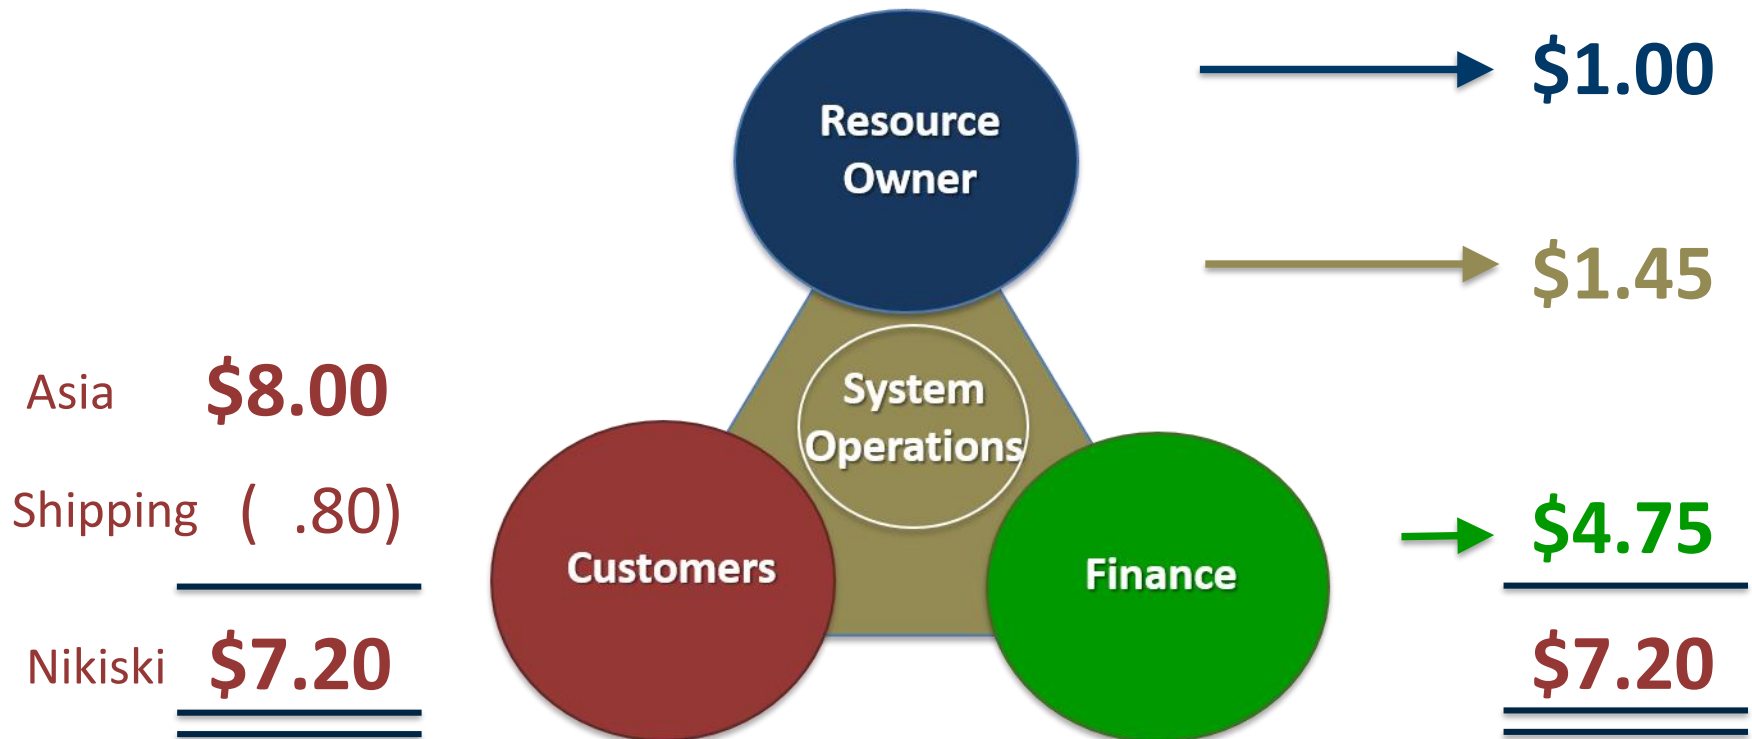 Resource
Owner
$1.00
$1.45
System
Operations
Asia $8.00
Shipping ( .80)
Customers
Finance
$4.75
Nikiski $7.20
$7.20